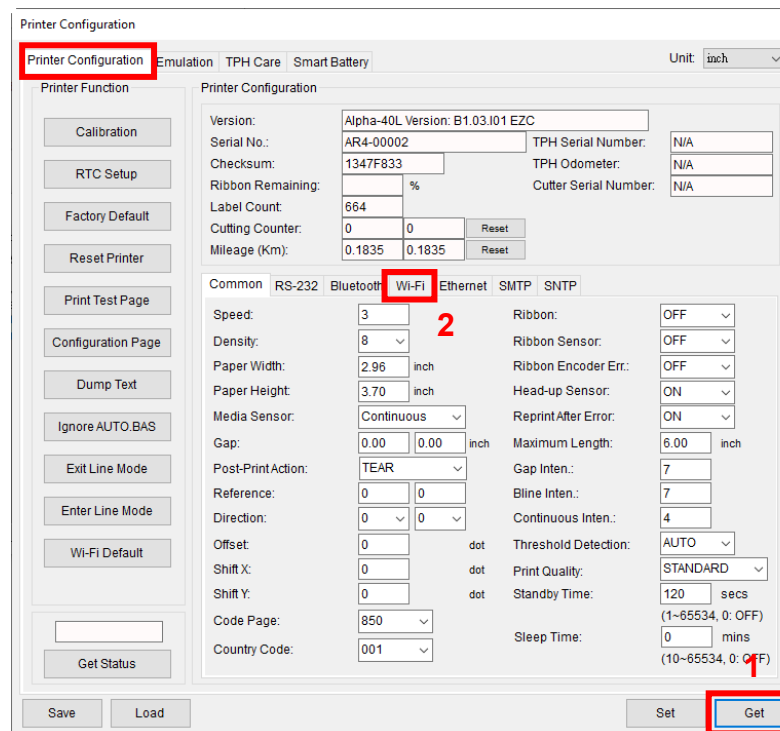 Printer Configuration
Printer Configuration Emulation TPH Care Smart Battery Unit: inch
Printer Function
Calibration
RTC Setup
Factory Default
Reset Printer
Print Test Page
Configuration Page
Dump Text
Ignore AUTO.BAS
Exit Line Mode
Enter Line Mode
Wi-Fi Default
Get Status
Printer Configuration
Version: Alpha-40L Version: B1.03.I01 EZC
Serial No.: AR4-00002 TPH Serial Number: N/A
Checksum: 1347F833 TPH Odometer: N/A
Ribbon Remaining: % Cutter Serial Number: N/A
Label Count: 664
Cutting Counter: 0 0 Reset
Mileage (Km): 0.1835 0.1835 Reset
Common RS-232 Bluetooth Wi-Fi Ethernet SMTP SNTP
2
Speed: 3 Ribbon: OFF
Density: 8 Ribbon Sensor: OFF
Paper Width: 2.96 inch Ribbon Encoder Err.: OFF
Paper Height: 3.70 inch Head-up Sensor: ON
Media Sensor: Continuous Reprint After Error: ON
Gap: 0.00 0.00 inch Maximum Length: 6.00 inch
Post-Print Action: TEAR Gap Inten.: 7
Reference: 0 0 Bline Inten.: 7
Direction: 0 0 Continuous Inten.: 4
Offset: 0 dot Threshold Detection: AUTO
Shift X: 0 dot Print Quality: STANDARD
Shift Y: 0 dot Standby Time: 120 secs
(1~65534, 0: OFF)
Code Page: 850
Sleep Time: 0 mins
Country Code: 001
(10~65534, 0: OFF)
1
Save Load Set Get